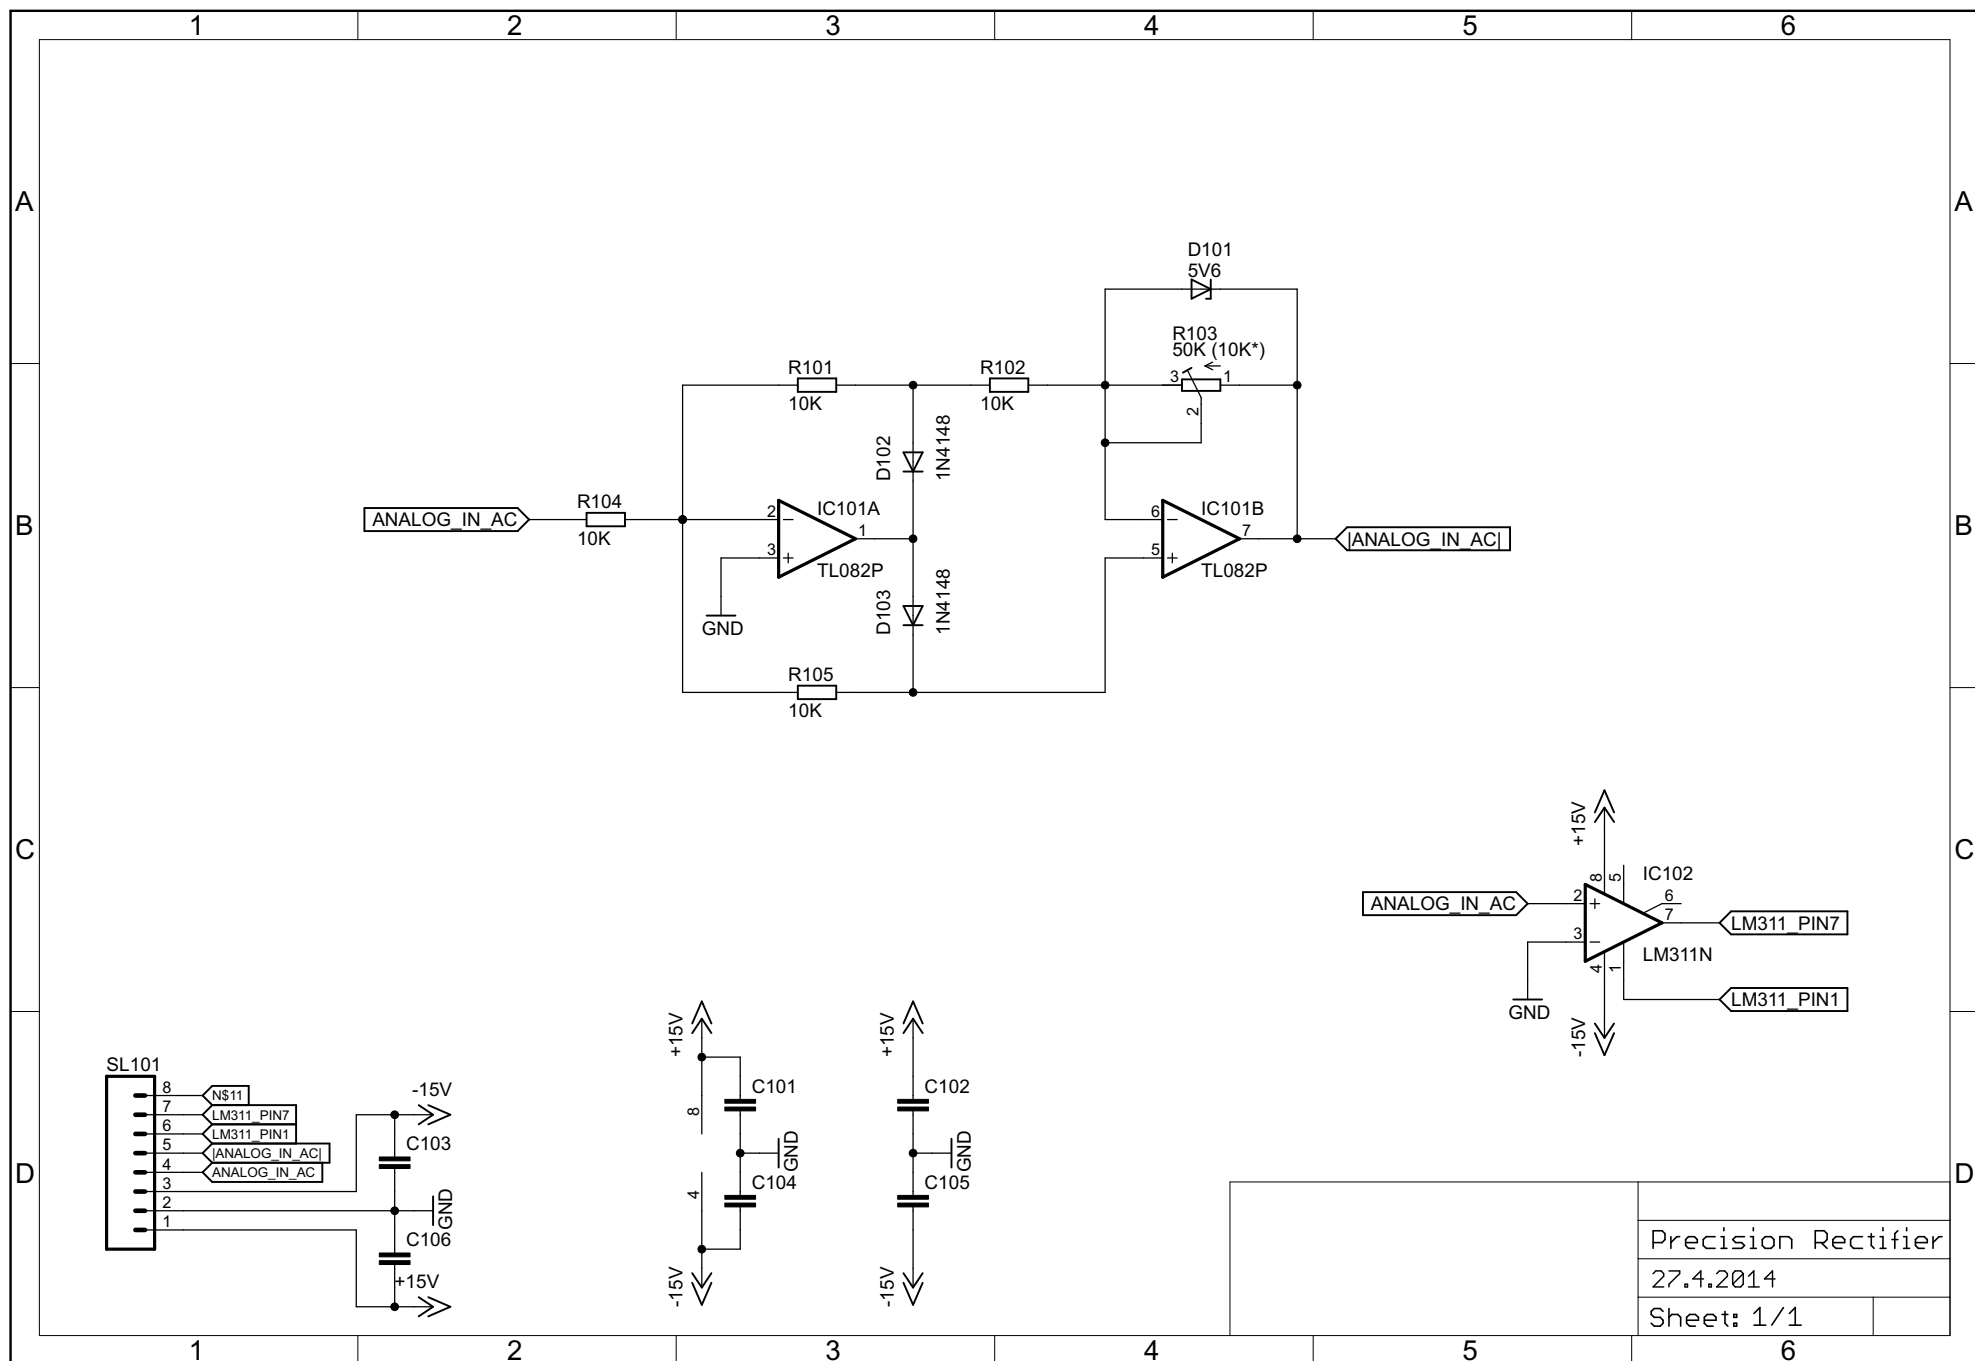 1 2 3 4 5 6
A A
D101
5V6
R103
50K (10K*)
3 1
2
R101 R102
10K 10K
D102 1N4148
ANALOG_IN_AC
R104
10K
2 - IC101A
1
3 +
TL082P
GND
D103 1N4148
R105
10K
6 - IC101B
7
5 +
TL082P
|ANALOG_IN_AC|
B B
C C
+15V
8 5 IC102
ANALOG_IN_AC
2 + 6
7
3 -
LM311N
4 1
LM311_PIN7
LM311_PIN1
GND
-15V
SL101
8 N$11
7 LM311_PIN7
6 LM311_PIN1
5 |ANALOG_IN_AC|
4 ANALOG_IN_AC
3
2
1
-15V
C103
GND
C106
+15V
+15V
8
C101
GND
4
C104
-15V
+15V
C102
GND
C105
-15V
D D
Precision Rectifier
27.4.2014
Sheet: 1/1
1 2 3 4 5 6